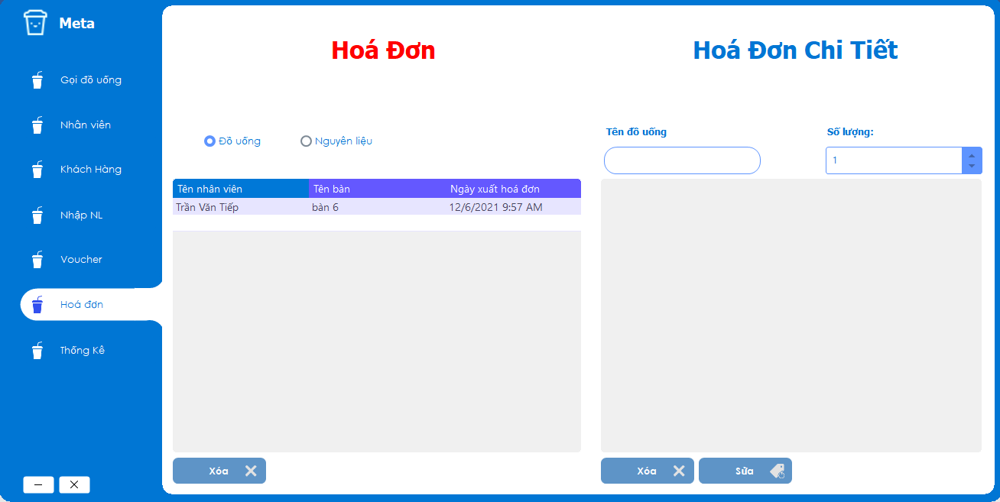 Meta
Gọi đồ uống
Nhân viên
Khách Hàng
Nhập NL
Voucher
Hoá đơn
Thống Kê
Hoá Đơn
Đồ uống
Nguyên liệu
Tên nhân viên Tên bàn Ngày xuất hoá đơn
Trần Văn Tiếp bàn 6 12/6/2021 9:57 AM
Xóa
Hoá Đơn Chi Tiết
Tên đồ uống
Số lượng:
1
Xóa
Sửa